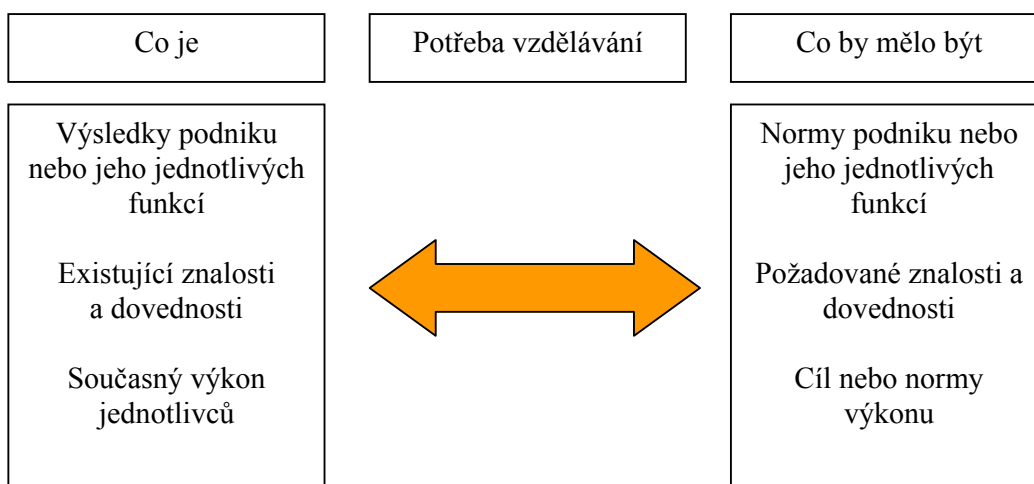 Co je
Potřeba vzdělávání
Co by mělo být
Výsledky podniku
nebo jeho jednotlivých
funkcí
Existující znalosti
a dovednosti
Současný výkon
jednotlivců
Normy podniku nebo
jeho jednotlivých
funkcí
Požadované znalosti a
dovednosti
Cíl nebo normy
výkonu